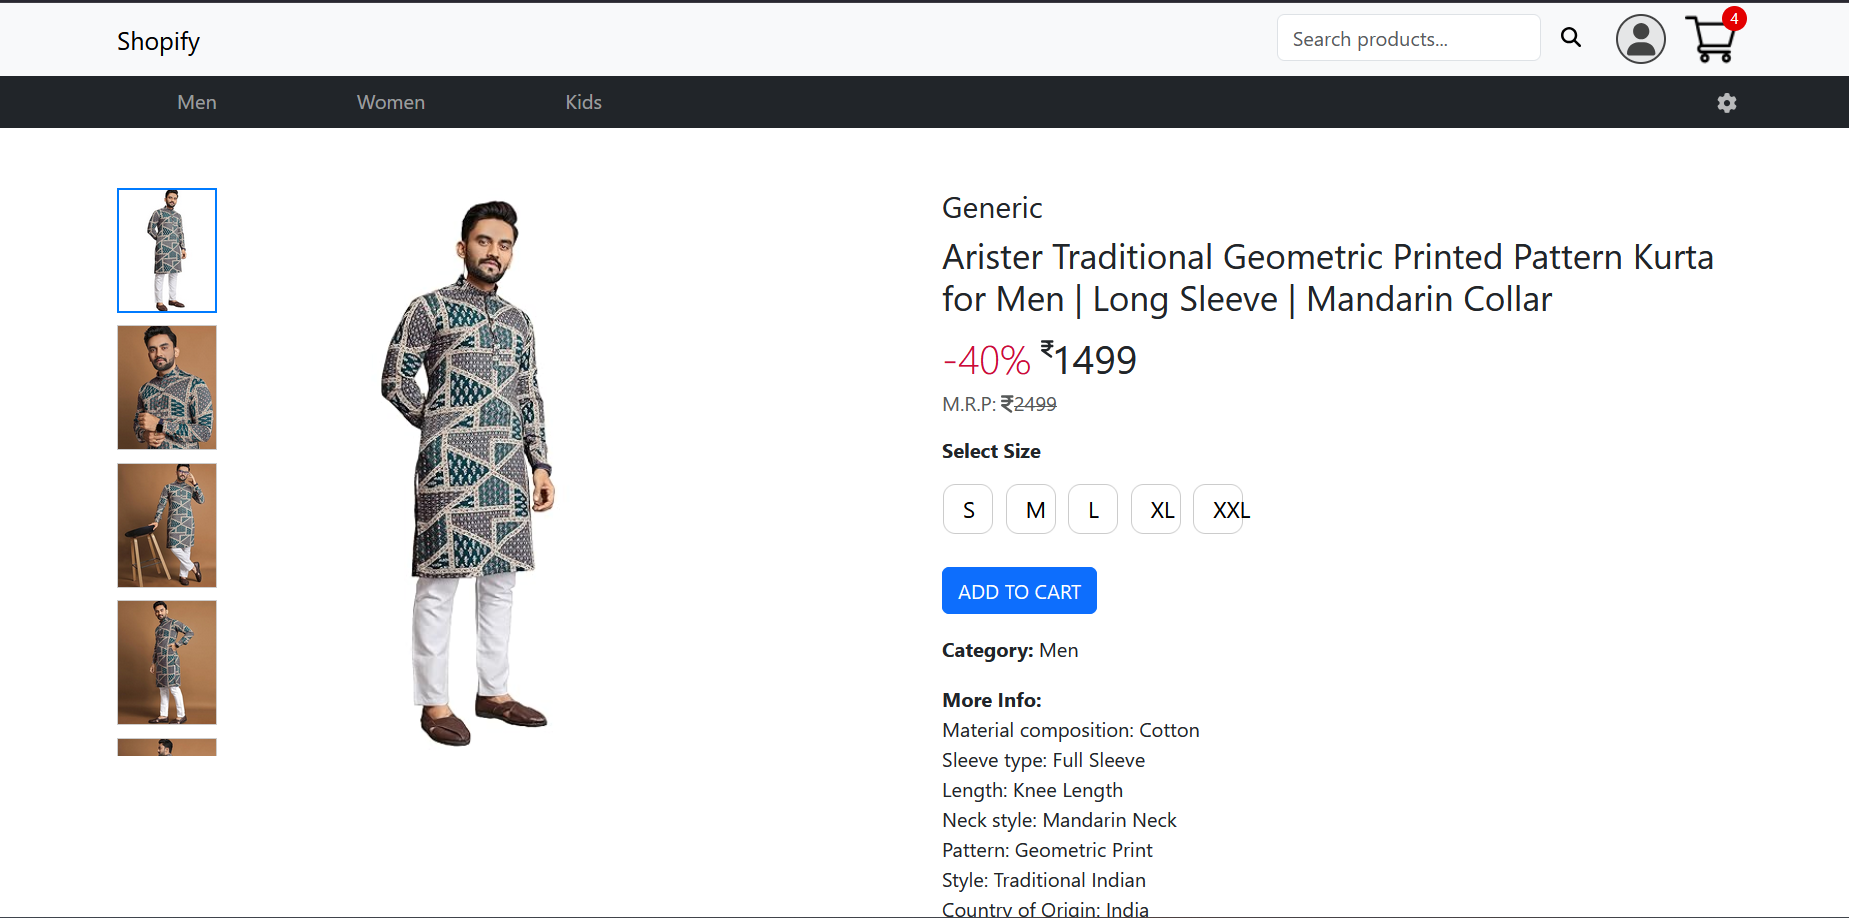 Shopify
Search products...
4
Men
Women
Kids
Generic
Arister Traditional Geometric Printed Pattern Kurta
for Men | Long Sleeve | Mandarin Collar
-40% ₹1499
M.R.P: ₹2499
Select Size
S M L XL XXL
ADD TO CART
Category: Men
More Info:
Material composition: Cotton
Sleeve type: Full Sleeve
Length: Knee Length
Neck style: Mandarin Neck
Pattern: Geometric Print
Style: Traditional Indian
Country of Origin: India